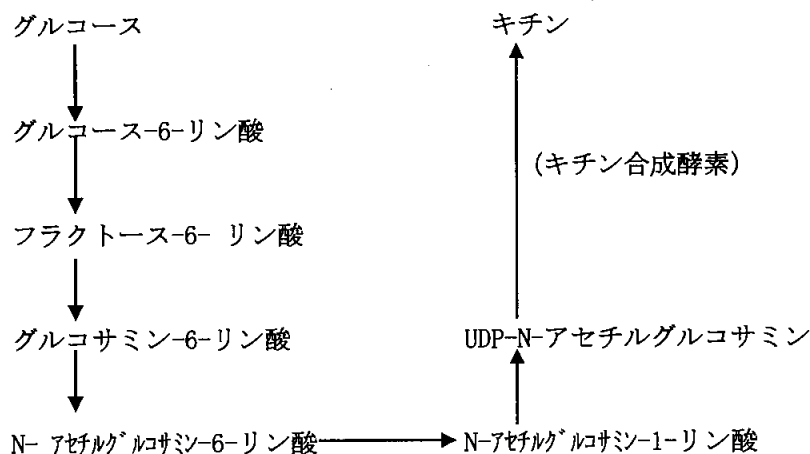 グルコース
グルコース-6-リン酸
フラクトース-6- リン酸
グルコサミン-6-リン酸
N- アセチルグルコサミン-6-リン酸
キチン
(キチン合成酵素)
UDP-N-アセチルグルコサミン
N-アセチルグルコサミン-1-リン酸